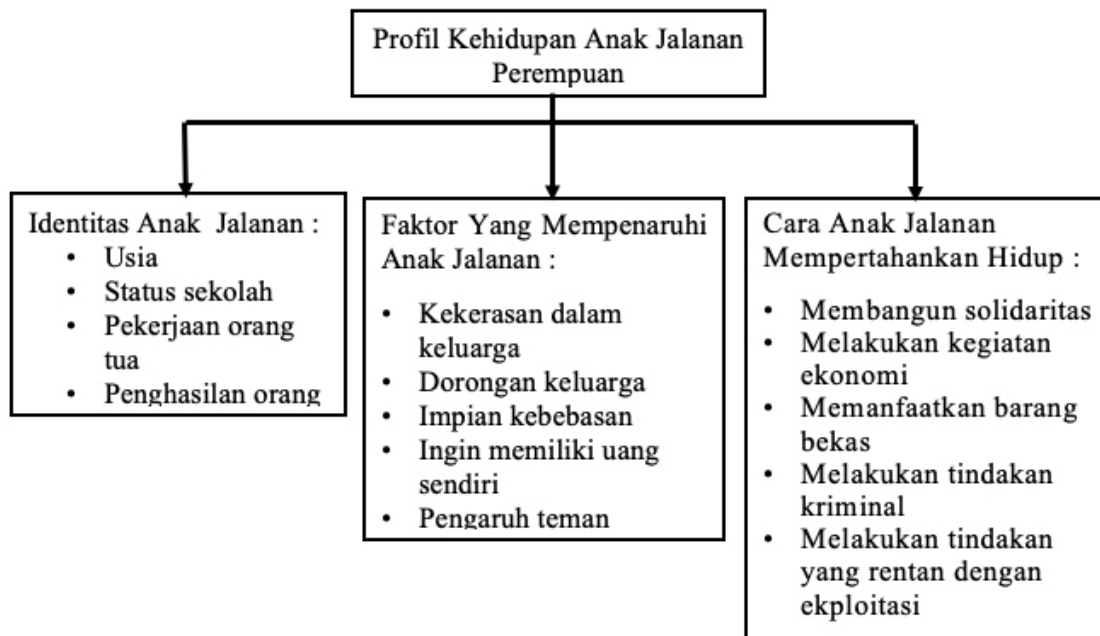 Profil Kehidupan Anak Jalanan
Perempuan
Identitas Anak Jalanan :
• Usia
• Status sekolah
• Pekerjaan orang
tua
• Penghasilan orang
Faktor Yang Mempenaruhi
Anak Jalanan :
• Kekerasan dalam
keluarga
• Dorongan keluarga
• Impian kebebasan
• Ingin memiliki uang
sendiri
• Pengaruh teman
Cara Anak Jalanan
Mempertahankan Hidup :
• Membangun solidaritas
• Melakukan kegiatan
ekonomi
• Memanfaatkan barang
bekas
• Melakukan tindakan
kriminal
• Melakukan tindakan
yang rentan dengan
ekploitasi